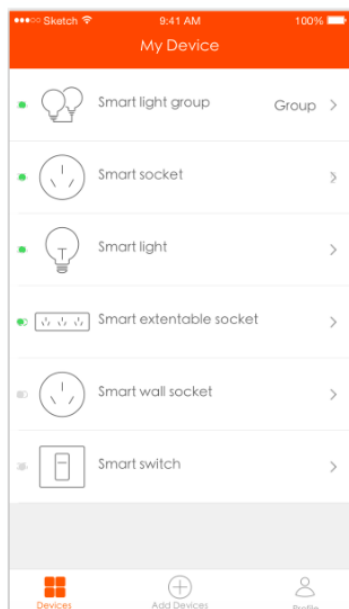 Sketch 9:41 AM 100%
My Device
Smart light group Group
Smart socket
Smart light
Smart extentable socket
Smart wall socket
Smart switch
Devices Add Devices Profile